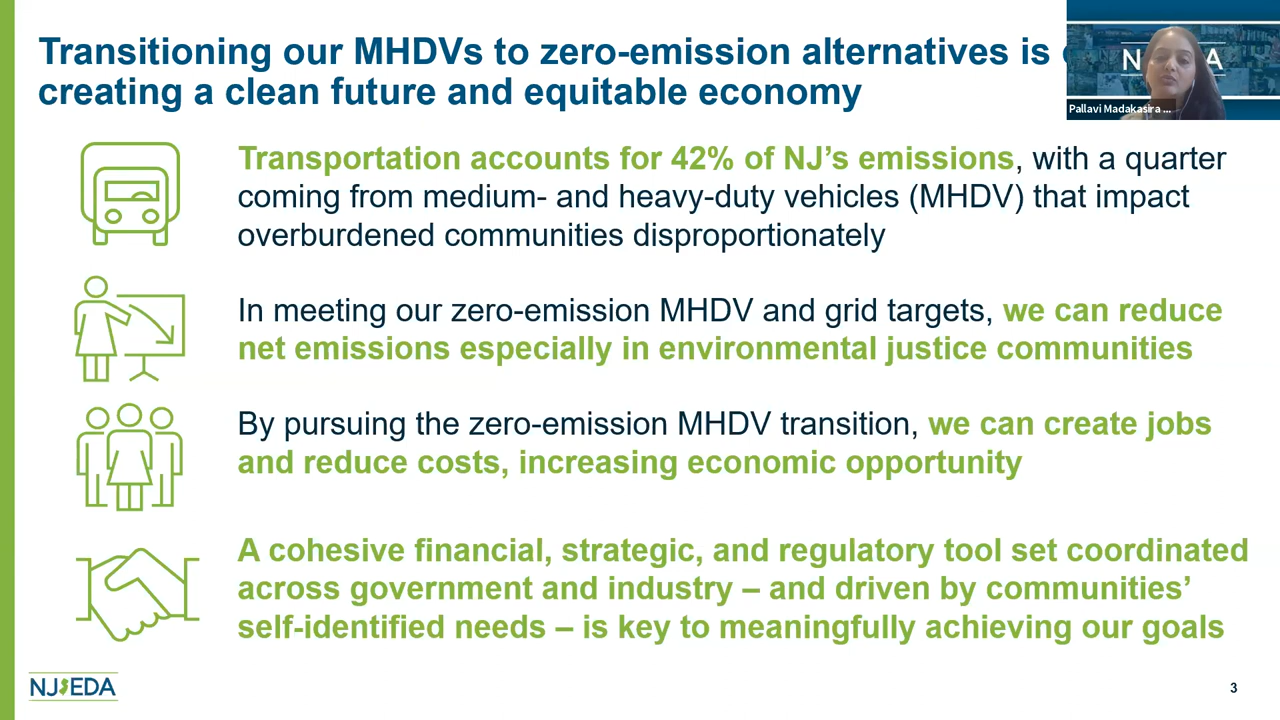 Transitioning our MHDVs to zero-emission alternatives is
creating a clean future and equitable economy
Pallavi Madakasira ...
Transportation accounts for 42% of NJ’s emissions, with a quarter
coming from medium- and heavy-duty vehicles (MHDV) that impact
overburdened communities disproportionately
In meeting our zero-emission MHDV and grid targets, we can reduce
net emissions especially in environmental justice communities
By pursuing the zero-emission MHDV transition, we can create jobs
and reduce costs, increasing economic opportunity
A cohesive financial, strategic, and regulatory tool set coordinated
across government and industry – and driven by communities’
self-identified needs – is key to meaningfully achieving our goals
NJEDA
3